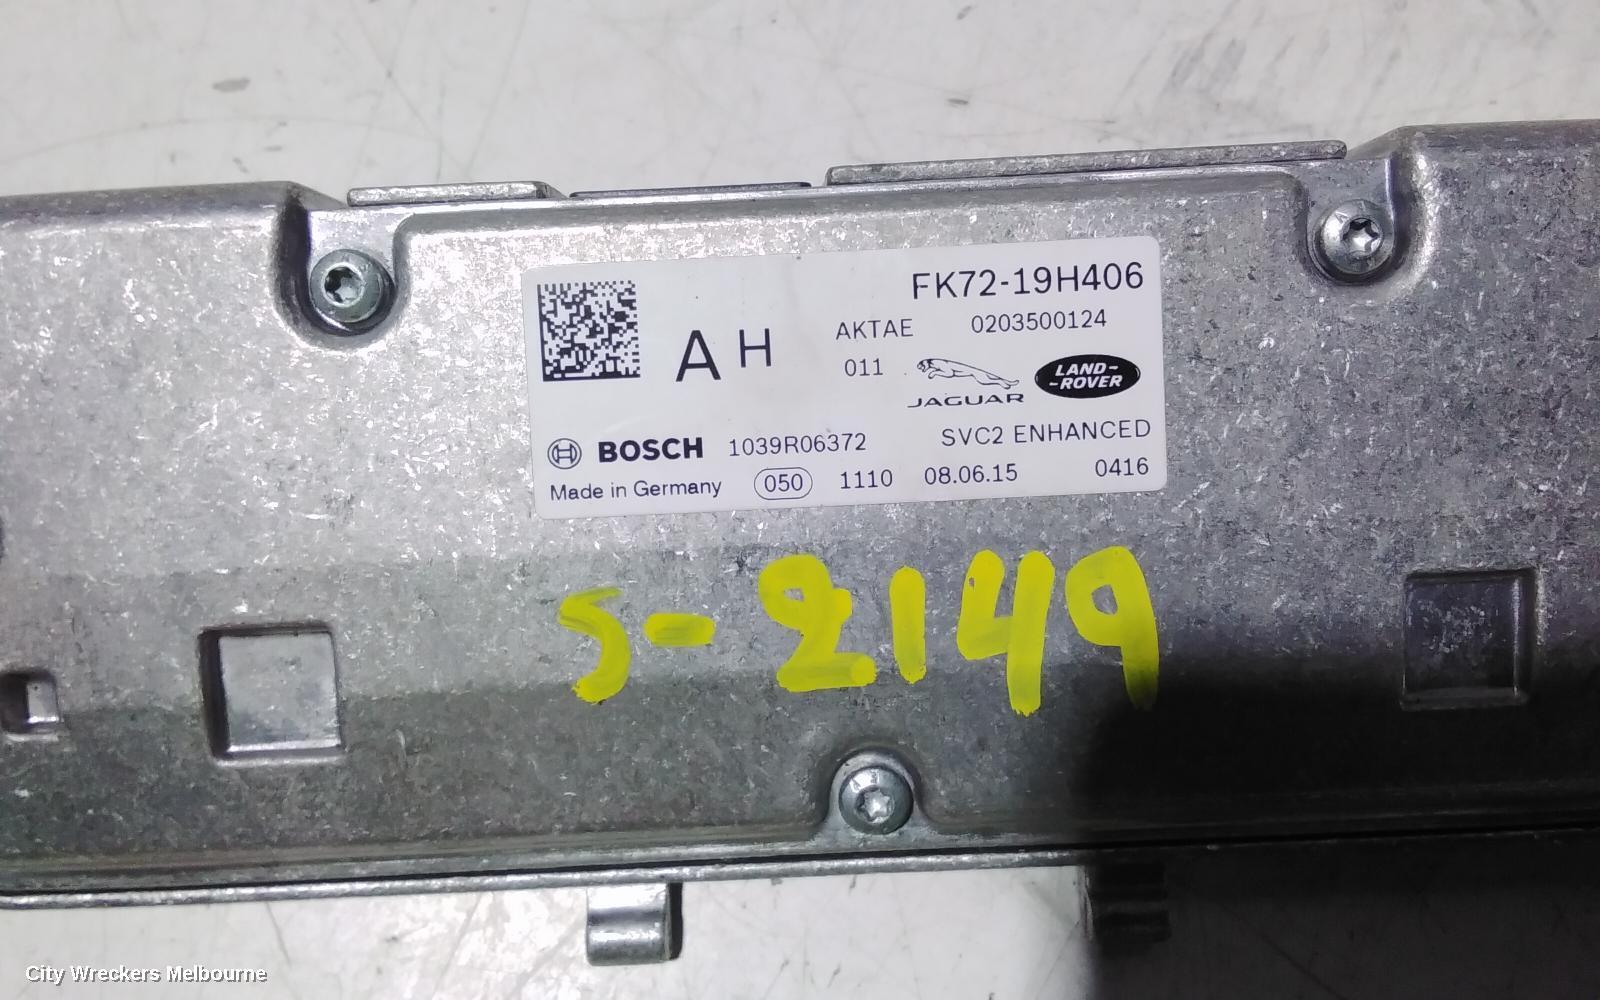 FK72-19H406
AKTAE 0203500124
A H
011 JAGUAR LAND-ROVER
BOSCH 1039R06372 SVC2 ENHANCED
Made in Germany 050 1110 08.06.15 0416
S-2149
City Wreckers Melbourne